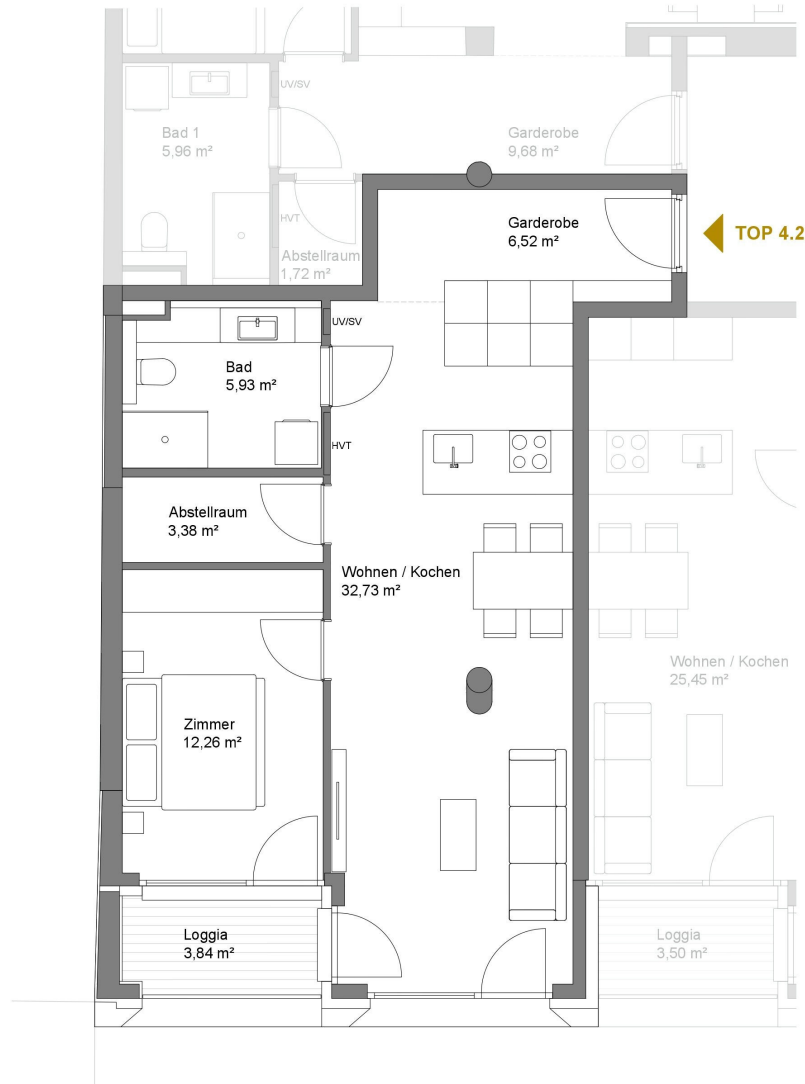 UV/SV
Bad 1
5,96 m²
Garderobe
9,68 m²
HVT
Abstellraum
1,72 m²
Garderobe
6,52 m²
TOP 4.2
UV/SV
Bad
5,93 m²
HVT
Abstellraum
3,38 m²
Wohnen / Kochen
32,73 m²
Wohnen / Kochen
25,45 m²
Zimmer
12,26 m²
Loggia
3,84 m²
Loggia
3,50 m²